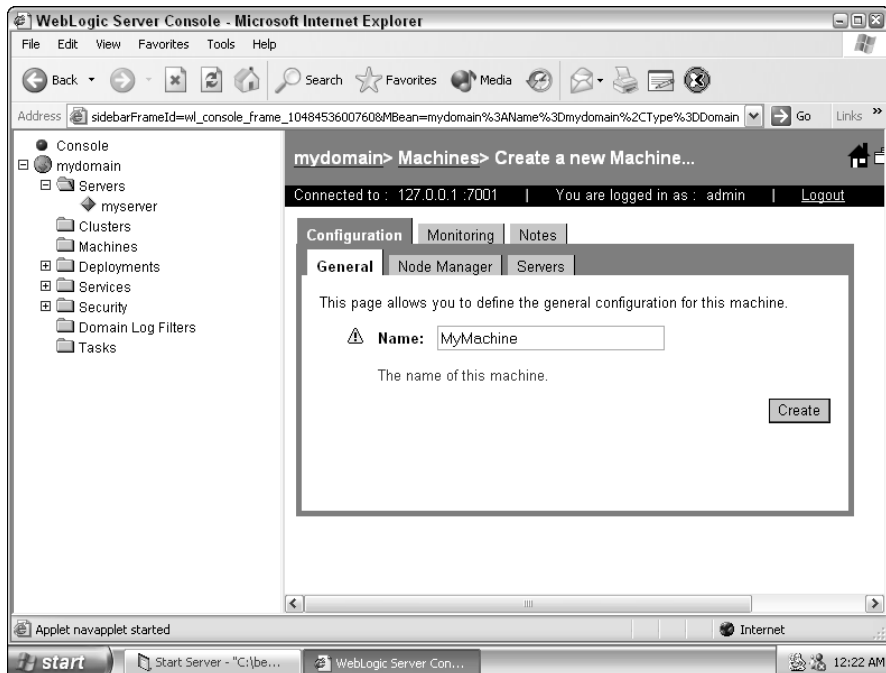 WebLogic Server Console - Microsoft Internet Explorer
File Edit View Favorites Tools Help
Back Search Favorites Media
Address sidebarFrameId=wl_console_frame_1048453600760&MBean=mydomain%3AName%3Dmydomain%2CType%3DDomain Go Links »
Console
mydomain
Servers
myserver
Clusters
Machines
Deployments
Services
Security
Domain Log Filters
Tasks
mydomain> Machines> Create a new Machine...
Connected to : 127.0.0.1 :7001 | You are logged in as : admin | Logout
Configuration Monitoring Notes
General Node Manager Servers
This page allows you to define the general configuration for this machine.
Name: MyMachine
The name of this machine.
Create
Applet navapplet started Internet
start Start Server - "C:\be... WebLogic Server Con... 12:22 AM